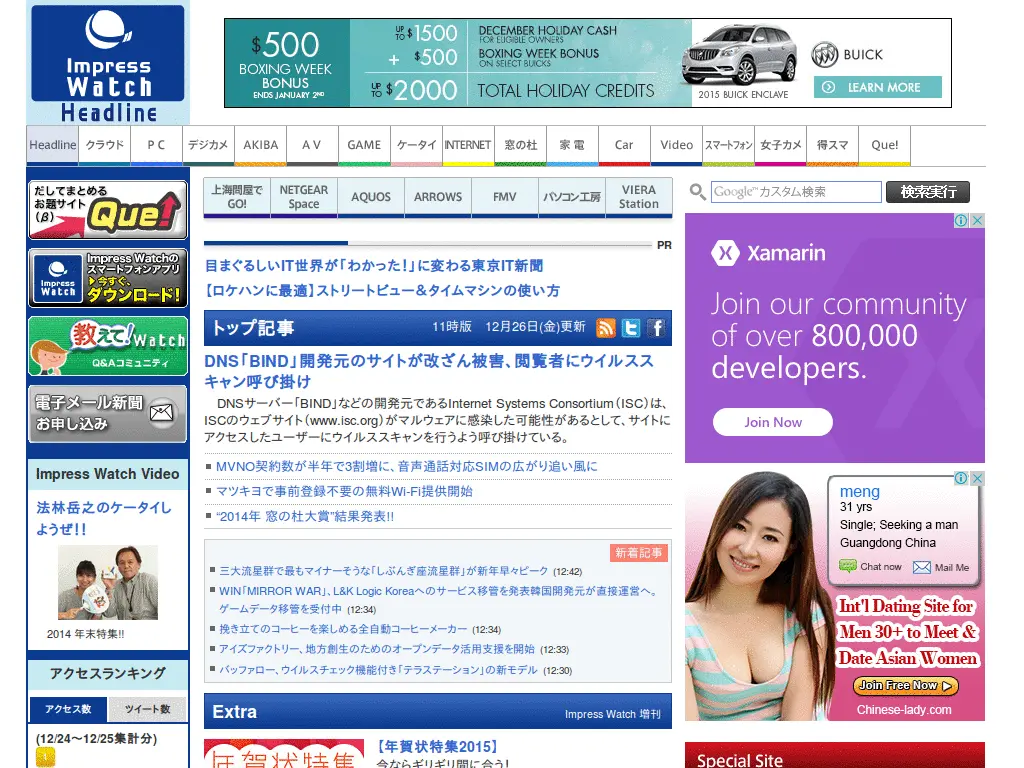 Impress
Watch
Headline
$500
BOXING WEEK
BONUS
ENDS JANUARY 2ND
UP TO $1500
DECEMBER HOLIDAY CASH
FOR ELIGIBLE OWNERS
+ $500
BOXING WEEK BONUS
ON SELECT BUICKS
UP TO $2000
TOTAL HOLIDAY CREDITS
2015 BUICK ENCLAVE
BUICK
LEARN MORE
Headline クラウド PC デジカメ AKIBA AV GAME ケータイ INTERNET 窓の杜 家電 Car Video スマートフォン 女子カメ 得スマ Que!
だしてまとめる
お題サイト
(β)
Que!
Impress Watchの
スマートフォンアプリ
今すぐ、
ダウンロード!
Impress
Watch
教えて!Watch
Q&Aコミュニティ
電子メール新聞
お申し込み
Impress Watch Video
法林岳之のケータイし
ようぜ!!
2014 年末特集!!
アクセスランキング
アクセス数 ツイート数
(12/24〜12/25集計分)
上海問屋で
GO!
NETGEAR
Space
AQUOS
ARROWS
FMV
パソコン工房
VIERA
Station
PR
目まぐるしいIT世界が「わかった!」に変わる東京IT新聞
【ロケハンに最適】ストリートビュー&タイムマシンの使い方
トップ記事 11時版 12月26日(金)更新
DNS「BIND」開発元のサイトが改ざん被害、閲覧者にウイルスス
キャン呼び掛け
DNSサーバー「BIND」などの開発元であるInternet Systems Consortium(ISC)は、
ISCのウェブサイト(www.isc.org)がマルウェアに感染した可能性があるとして、サイトに
アクセスしたユーザーにウイルススキャンを行うよう呼び掛けている。
MVNO契約数が半年で3割増に、音声通話対応SIMの広がり追い風に
マツキヨで事前登録不要の無料Wi-Fi提供開始
“2014年 窓の杜大賞”結果発表!!
新着記事
三大流星群で最もマイナーそうな「しぶんぎ座流星群」が新年早々ピーク (12:42)
WIN「MIRROR WAR」、L&K Logic Koreaへのサービス移管を発表韓国開発元が直接運営へ。
ゲームデータ移管を受付中 (12:34)
挽き立てのコーヒーを楽しめる全自動コーヒーメーカー (12:34)
アイズファクトリー、地方創生のためのオープンデータ活用支援を開始 (12:33)
バッファロー、ウイルスチェック機能付き「テラステーション」の新モデル (12:30)
Extra Impress Watch 増刊
年賀状特集
【年賀状特集2015】
今ならギリギリ間に合う!
Google™ カスタム検索 検索実行
Xamarin
Join our community
of over 800,000
developers.
Join Now
meng
31 yrs
Single; Seeking a man
Guangdong China
Chat now Mail Me
Int'l Dating Site for
Men 30+ to Meet &
Date Asian Women
Join Free Now
Chinese-lady.com
Special Site